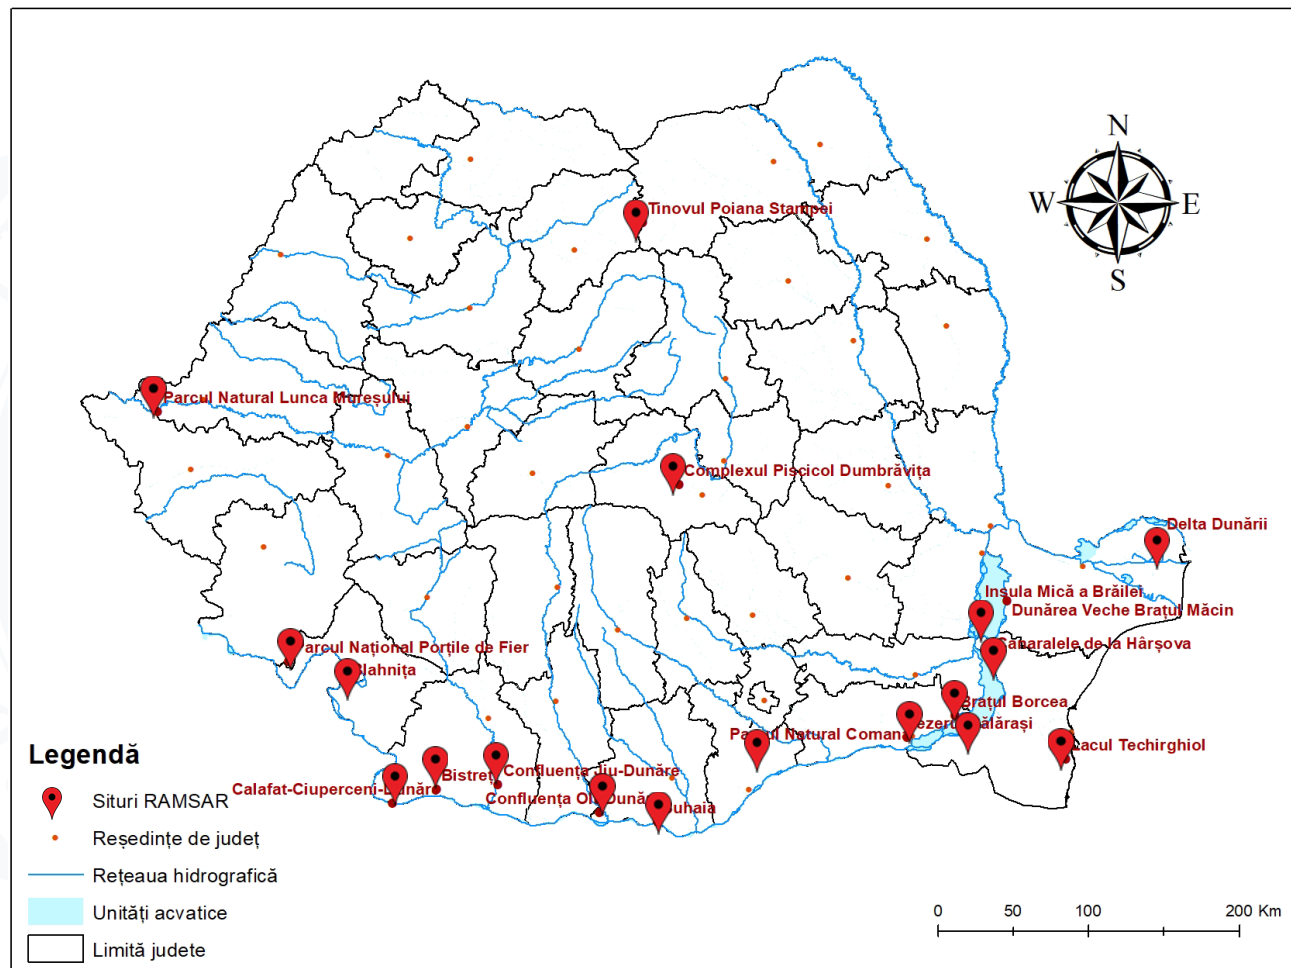 N
W
E
S
Tinovul Poiana Stampei
Parcul Natural Lunca Mureșului
Complexul Piscicol Dumbrăvița
Delta Dunării
Insula Mică a Brăilei
Dunărea Veche Brațul Măcin
Canaralele de la Hârșova
Parcul Național Porțile de Fier
Blahnița
Brațul Borcea
Iezerul Călărași
Parcul Natural Comana
Lacul Techirghiol
Confluența Jiu-Dunăre
Bistreț
Calafat-Ciuperceni-Dunăre
Confluența Olt-Dunăre
Suhaia
Legendă
Situri RAMSAR
Reședințe de județ
Rețeaua hidrografică
Unități acvatice
Limită județe
0 50 100 200 Km